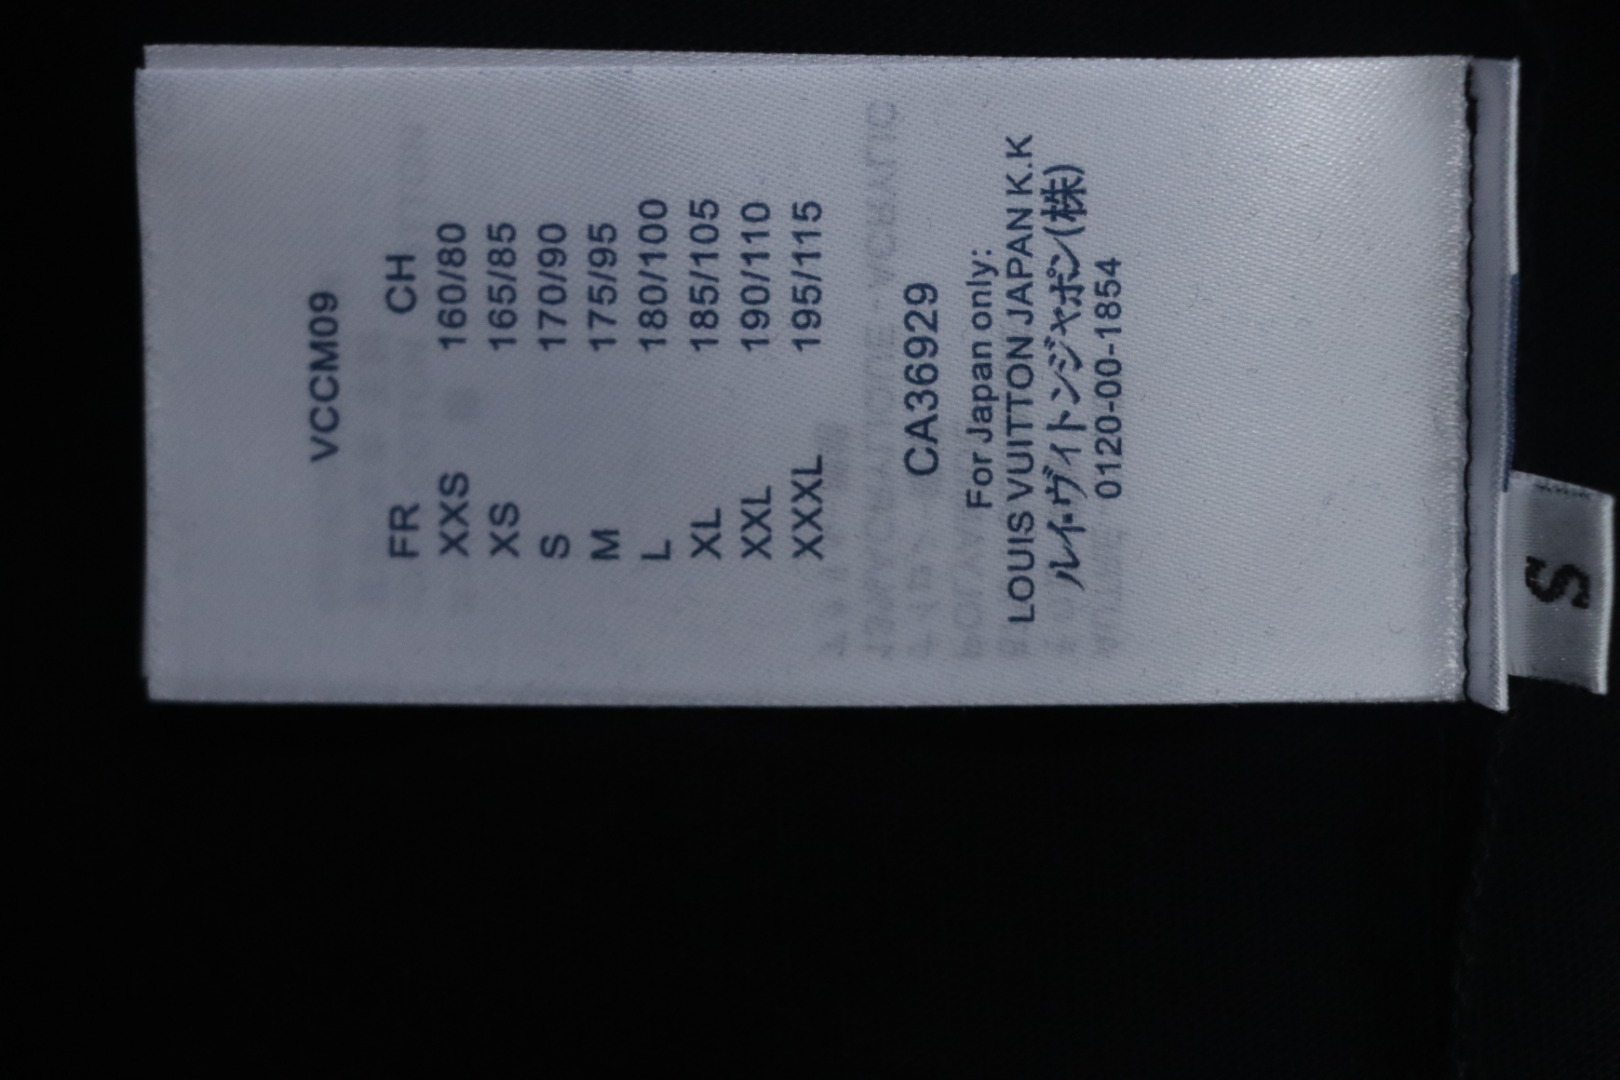 VCCM09
FR CH
XXS 160/80
XS 165/85
S 170/90
M 175/95
L 180/100
XL 185/105
XXL 190/110
XXXL 195/115
CA36929
For Japan only:
LOUIS VUITTON JAPAN K.K
ルイ・ヴィトンジャポン(株)
0120-00-1854
S